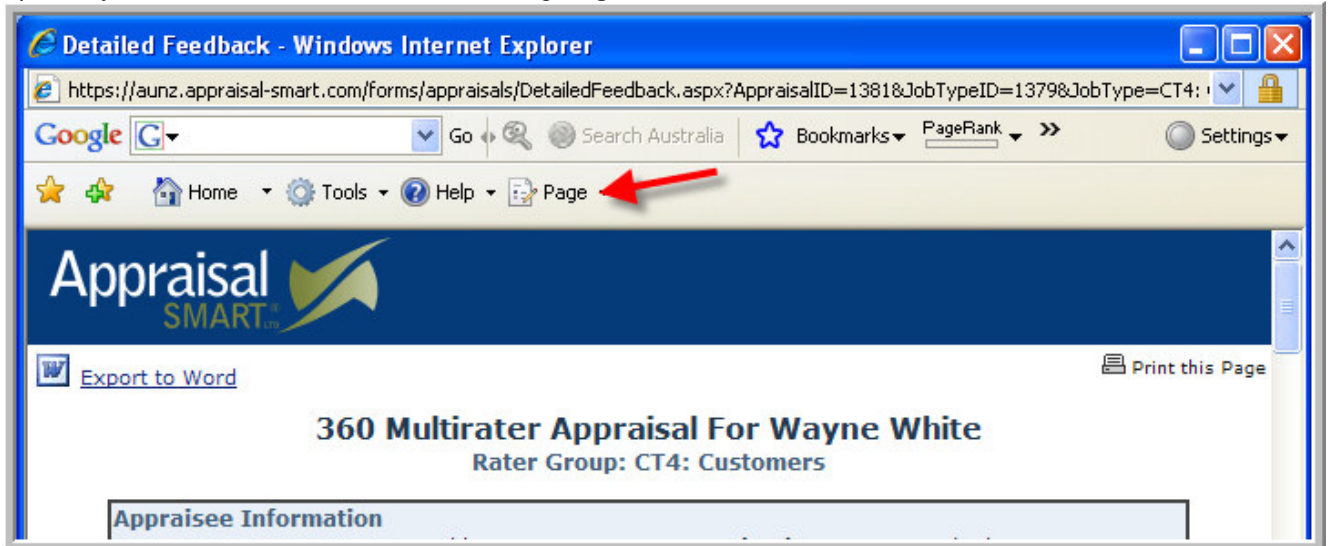 Detailed Feedback - Windows Internet Explorer
https://aunz.appraisal-smart.com/forms/appraisals/DetailedFeedback.aspx?AppraisalID=1381&JobTypeID=1379&JobType=CT4:
Google G Go Search Australia Bookmarks PageRank » Settings
Home Tools Help Page
Appraisal
SMART LTD
Export to Word Print this Page
360 Multirater Appraisal For Wayne White
Rater Group: CT4: Customers
Appraisee Information